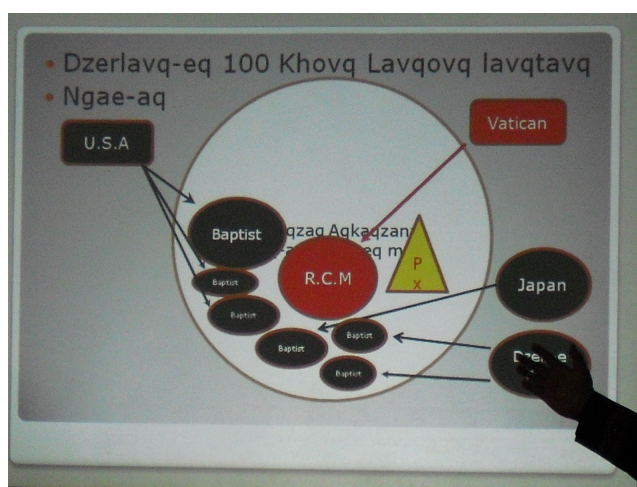 Dzerlavq-eq 100 Khovq Lavqovq lavqtavq
Ngae-aq
U.S.A
Vatican
Baptist
R.C.M
P
x
Baptist
Baptist
Baptist
Baptist
Baptist
Japan